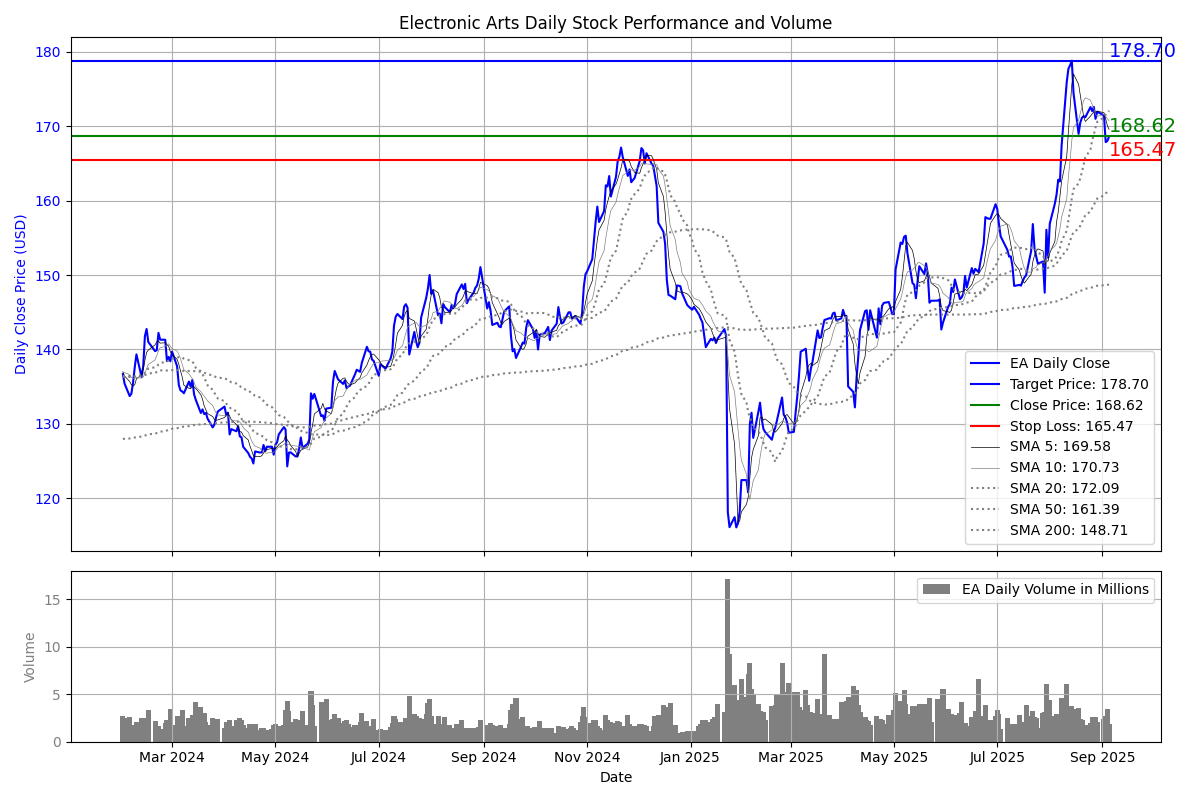 Electronic Arts Daily Stock Performance and Volume
Daily Close Price (USD)
180
170
160
150
140
130
120
178.70
168.62
165.47
EA Daily Close
Target Price: 178.70
Close Price: 168.62
Stop Loss: 165.47
SMA 5: 169.58
SMA 10: 170.73
SMA 20: 172.09
SMA 50: 161.39
SMA 200: 148.71
Volume
15
10
5
0
EA Daily Volume in Millions
Mar 2024 May 2024 Jul 2024 Sep 2024 Nov 2024 Jan 2025 Mar 2025 May 2025 Jul 2025 Sep 2025
Date